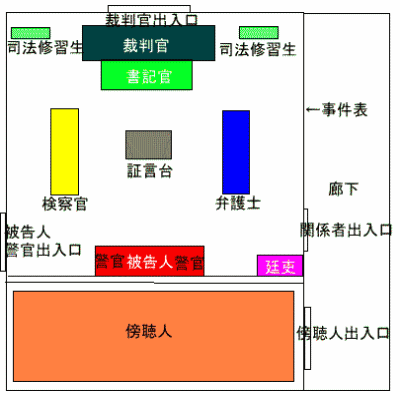 裁判官出入口
司法修習生
裁判官
司法修習生
書記官
←事件表
証言台
検察官
弁護士
廊下
被告人
警官出入口
関係者出入口
警官 被告人 警官
廷吏
傍聴人
傍聴人出入口